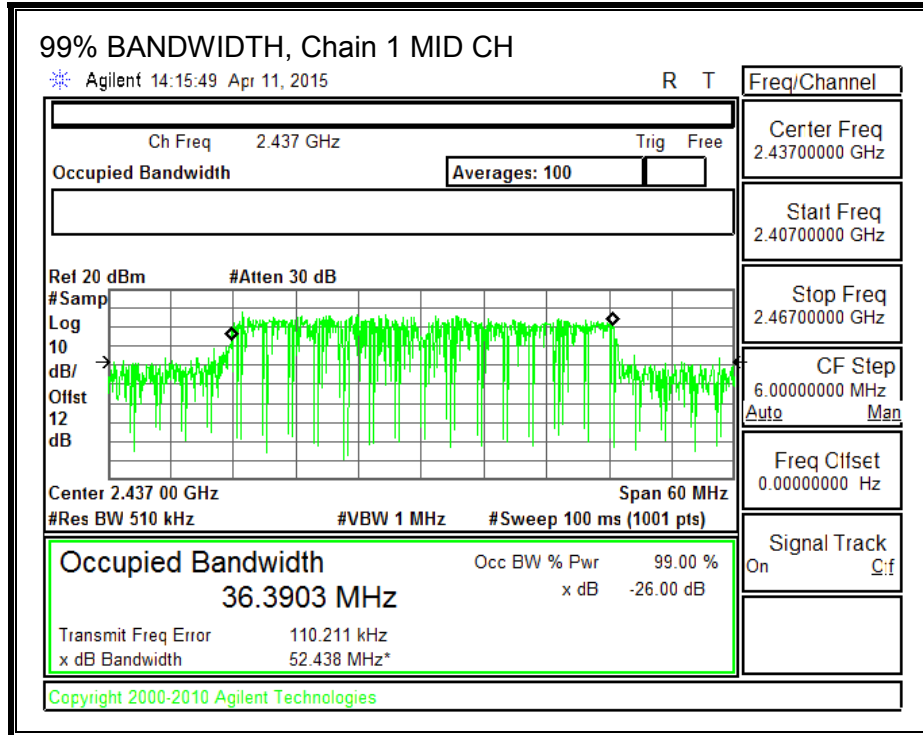 99% BANDWIDTH, Chain 1 MID CH
Agilent 14:15:49 Apr 11, 2015 R T
Freq/Channel
Ch Freq 2.437 GHz Trig Free
Occupied Bandwidth Averages: 100
Center Freq
2.43700000 GHz
Start Freq
2.40700000 GHz
Stop Freq
2.46700000 GHz
CF Step
6.00000000 MHz
Auto Man
Freq Offset
0.00000000 Hz
Signal Track
On Off
Ref 20 dBm #Atten 30 dB
#Samp
Log
10
dB/
Offst
12
dB
Center 2.437 00 GHz Span 60 MHz
#Res BW 510 kHz #VBW 1 MHz #Sweep 100 ms (1001 pts)
Occupied Bandwidth
36.3903 MHz
Occ BW % Pwr 99.00 %
x dB -26.00 dB
Transmit Freq Error 110.211 kHz
x dB Bandwidth 52.438 MHz*
Copyright 2000-2010 Agilent Technologies